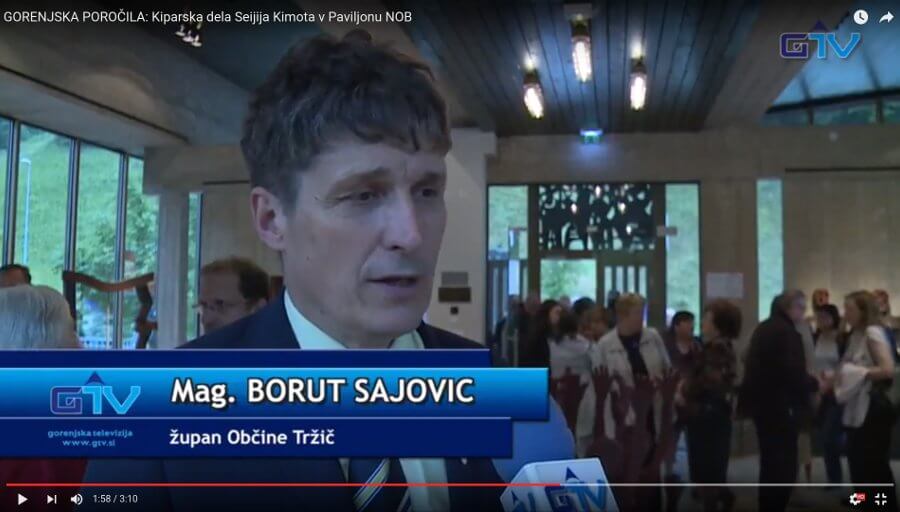 GORENJSKA POROČILA: Kiparska dela Seijija Kimota v Paviljonu NOB
GTV
Mag. BORUT SAJOVIC
GTV
gorenjska televizija
www.gtv.si
župan Občine Tržič
GTV
1:58 / 3:10
HD